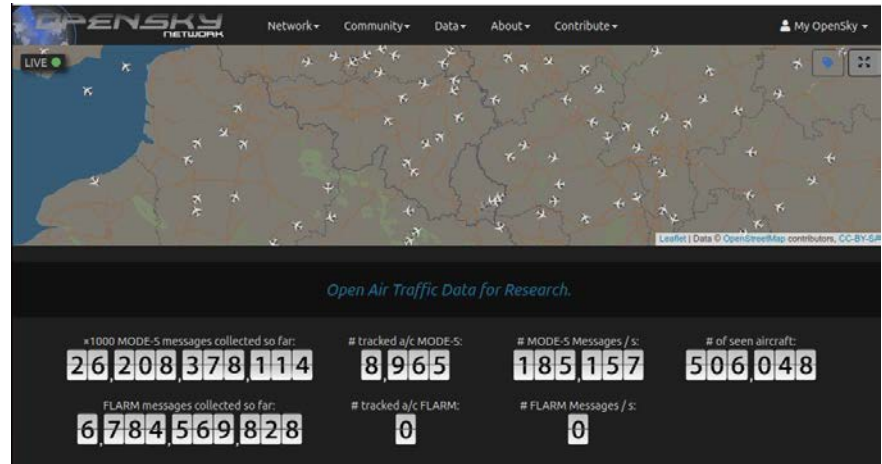 OPENSKY
NETWORK
Network
Community
Data
About
Contribute
My OpenSky
LIVE
Leaflet | Data © OpenStreetMap contributors, CC-BY-SA
Open Air Traffic Data for Research.
×1000 MODE-S messages collected so far:
# tracked a/c MODE-S:
# MODE-S Messages / s:
# of seen aircraft:
26,208,378,114
8,965
185,157
506,048
FLARM messages collected so far:
# tracked a/c FLARM:
# FLARM Messages / s:
6,784,569,828
0
0